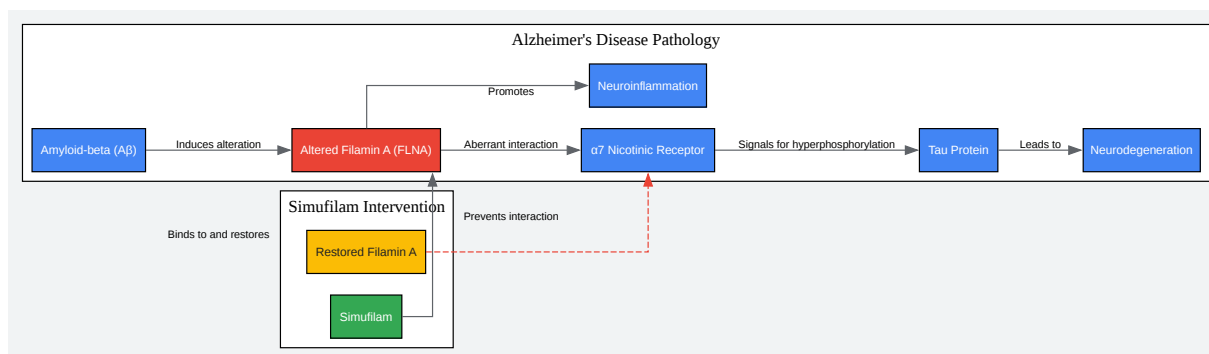 Alzheimer's Disease Pathology
Neuroinflammation
Promotes
Amyloid-beta (Aβ)
Induces alteration
Altered Filamin A (FLNA)
Aberrant interaction
α7 Nicotinic Receptor
Signals for hyperphosphorylation
Tau Protein
Leads to
Neurodegeneration
Simufilam Intervention
Binds to and restores
Prevents interaction
Restored Filamin A
Simufilam